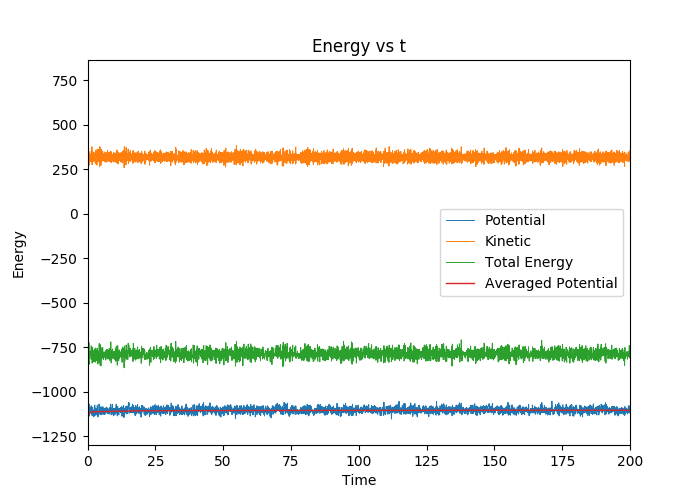 Energy vs t
750
500
250
0
−250
−500
−750
−1000
−1250
Energy
Potential
Kinetic
Total Energy
Averaged Potential
0 25 50 75 100 125 150 175 200
Time